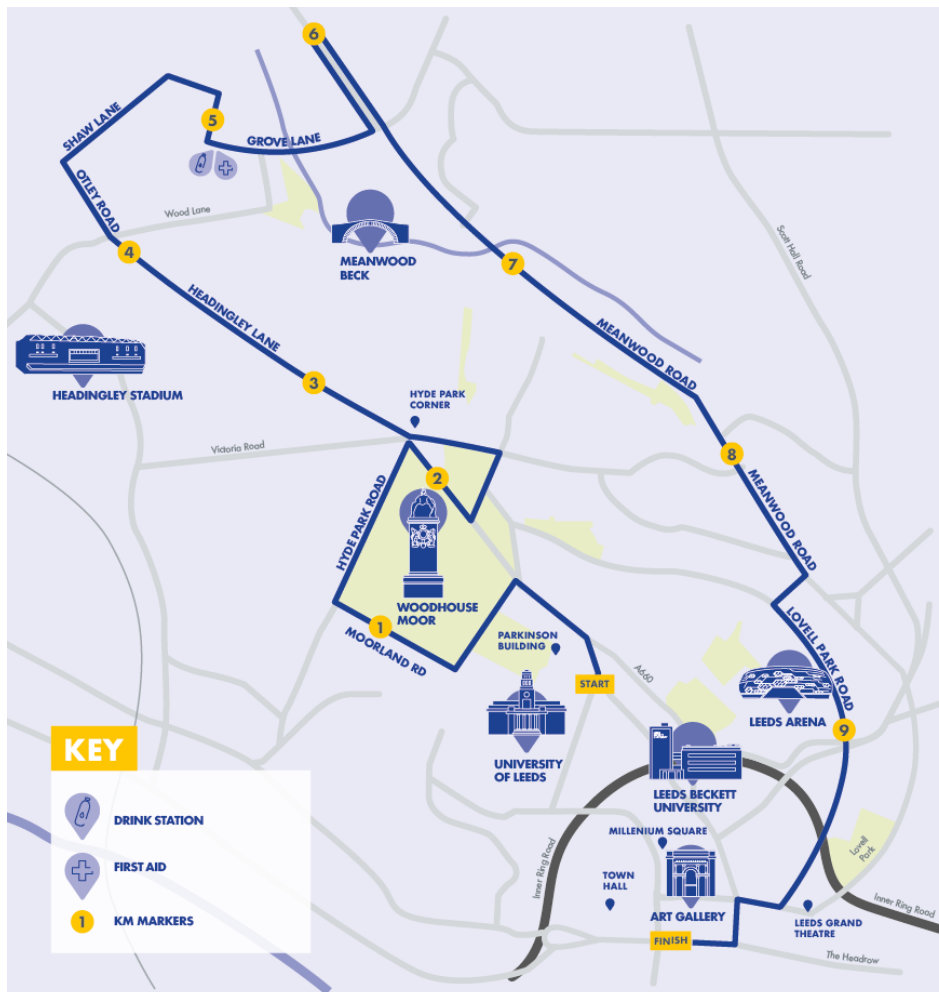 6
SHAW LANE
5
GROVE LANE
OTLEY ROAD
Wood Lane
4
Scott Hall Road
MEANWOOD
BECK
7
HEADINGLEY LANE
MEANWOOD ROAD
3
HEADINGLEY STADIUM
HYDE PARK
CORNER
Victoria Road
8
2
MEANWOOD ROAD
HYDE PARK ROAD
WOODHOUSE
MOOR
1
MOORLAND RD
PARKINSON
BUILDING
LOVELL PARK ROAD
A660
START
LEEDS ARENA
9
UNIVERSITY
OF LEEDS
LEEDS BECKETT
UNIVERSITY
KEY
DRINK STATION
FIRST AID
1
KM MARKERS
MILLENIUM SQUARE
Inner Ring Road
Lovell
Park
TOWN
HALL
ART GALLERY
LEEDS GRAND
THEATRE
Inner Ring Road
FINISH
The Headrow